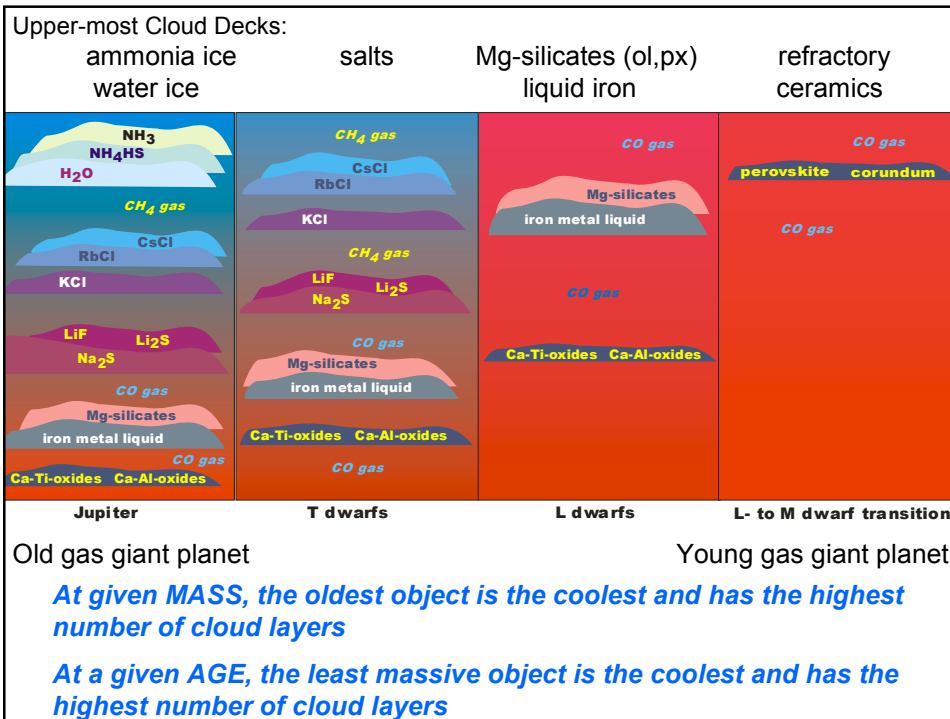 Upper-most Cloud Decks:
ammonia ice
water ice
salts
Mg-silicates (ol,px)
liquid iron
refractory
ceramics
NH3
NH4HS
H2O
CH4 gas
CsCl
RbCl
KCl
LiF
Li2S
Na2S
CO gas
Mg-silicates
iron metal liquid
CO gas
Ca-Ti-oxides Ca-Al-oxides
Jupiter
CH4 gas
CsCl
RbCl
KCl
CH4 gas
LiF
Li2S
Na2S
CO gas
Mg-silicates
iron metal liquid
Ca-Ti-oxides Ca-Al-oxides
CO gas
T dwarfs
CO gas
Mg-silicates
iron metal liquid
CO gas
Ca-Ti-oxides Ca-Al-oxides
L dwarfs
CO gas
perovskite corundum
CO gas
L- to M dwarf transition
Old gas giant planet
Young gas giant planet
At given MASS, the oldest object is the coolest and has the highest
number of cloud layers
At a given AGE, the least massive object is the coolest and has the
highest number of cloud layers